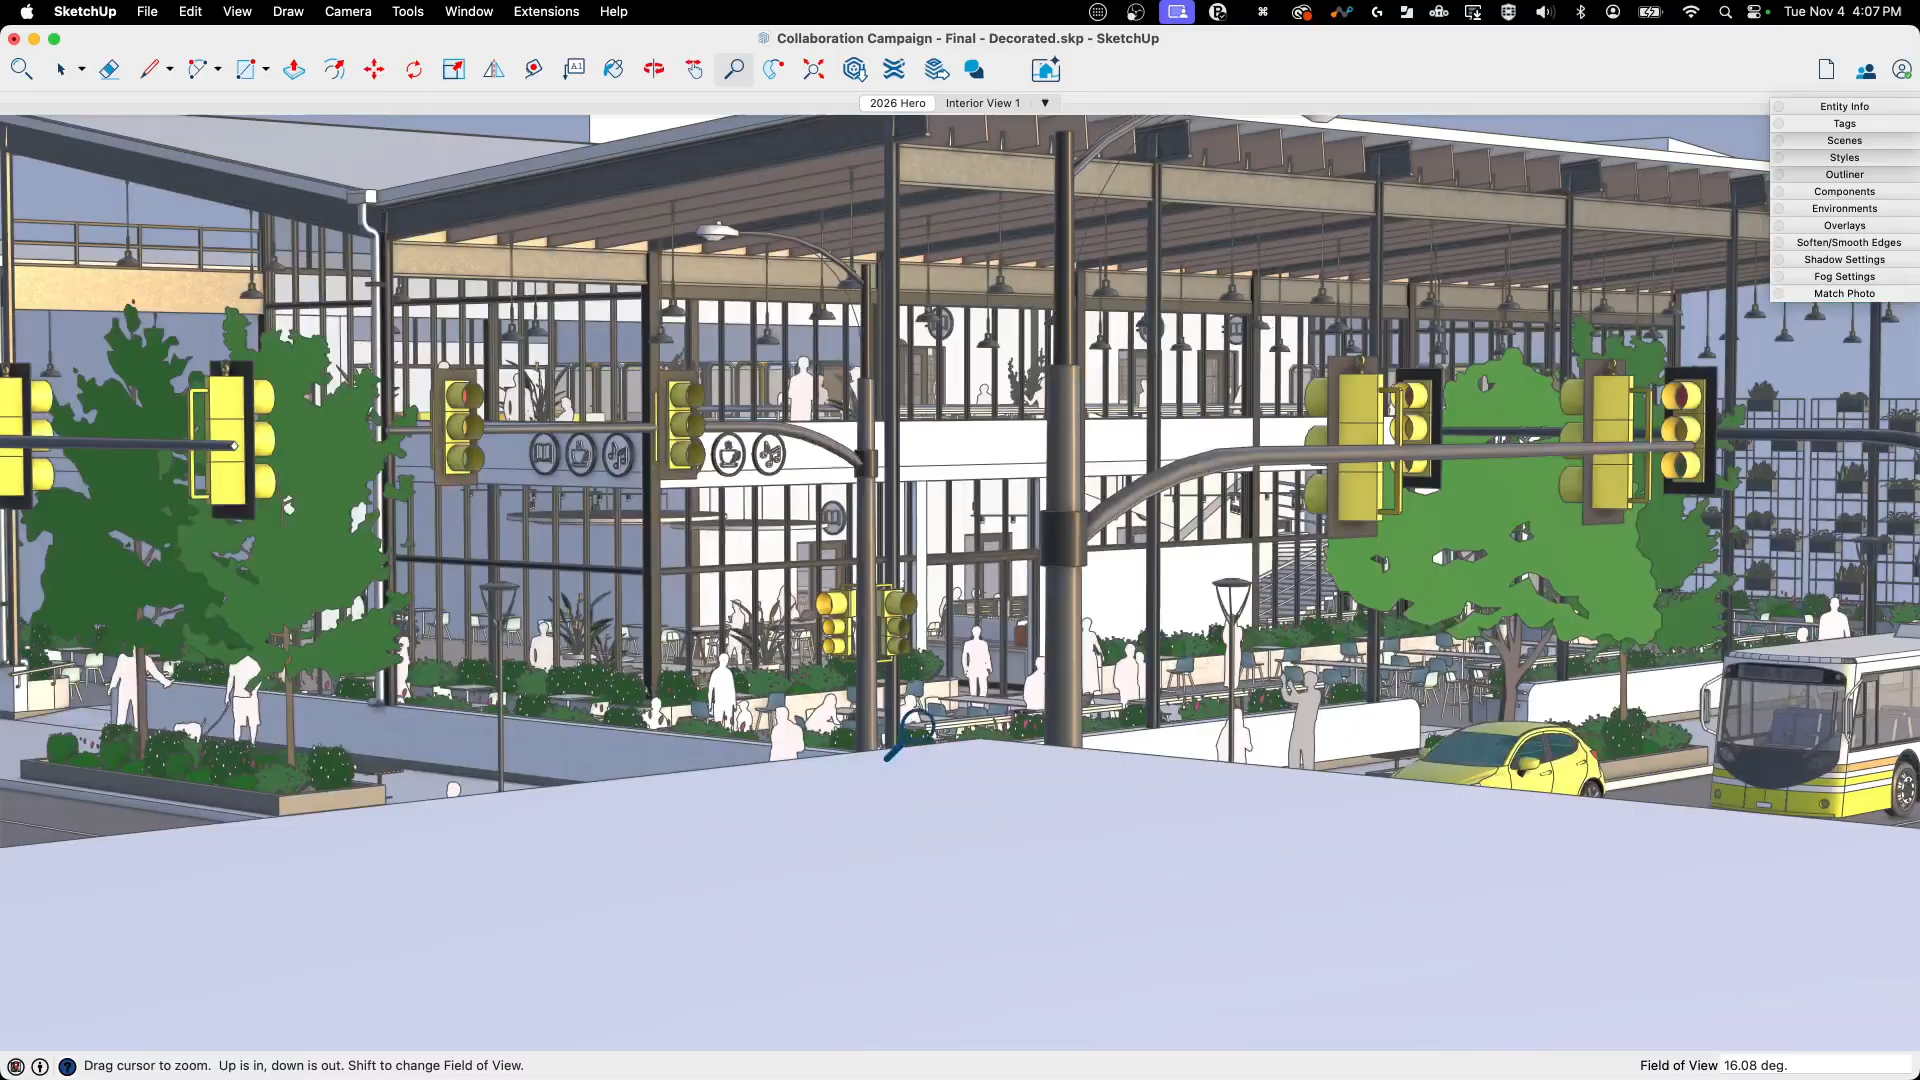 SketchUp File Edit View Draw Camera Tools Window Extensions Help Tue Nov 4 4:07 PM
Collaboration Campaign - Final - Decorated.skp - SketchUp
A1
2026 Hero Interior View 1 ▼
Entity Info
Tags
Scenes
Styles
Outliner
Components
Environments
Overlays
Soften/Smooth Edges
Shadow Settings
Fog Settings
Match Photo
Drag cursor to zoom. Up is in, down is out. Shift to change Field of View. Field of View 16.08 deg.